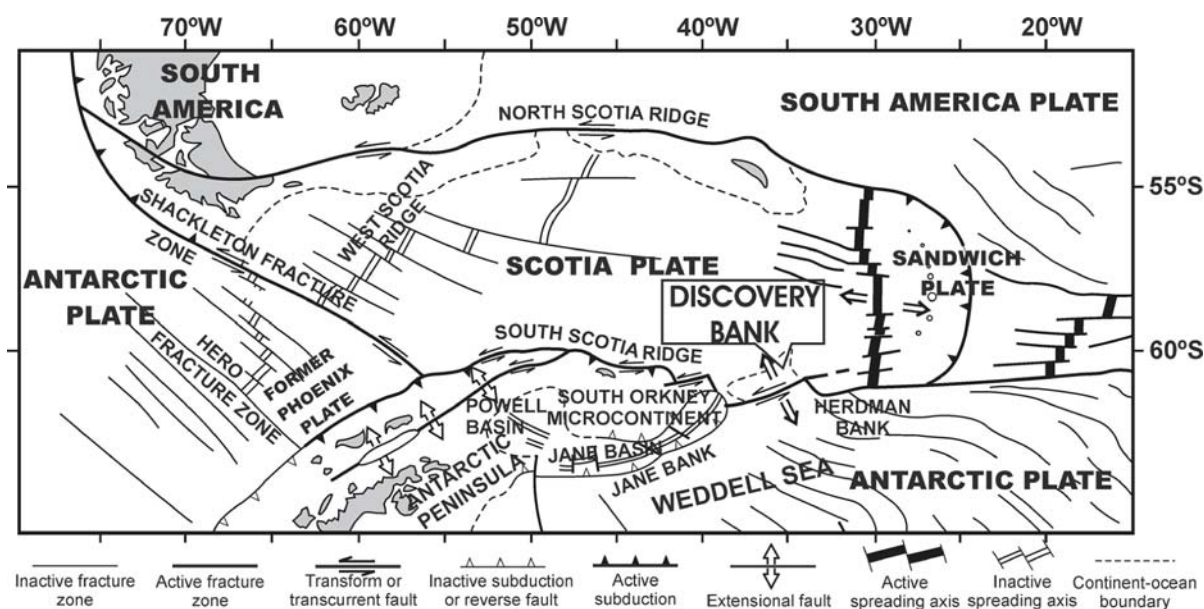 70ºW 60ºW 50ºW 40ºW 30ºW 20ºW
SOUTH
AMERICA
SOUTH AMERICA PLATE
NORTH SCOTIA RIDGE
55ºS
SHACKLETON FRACTURE
ZONE
WEST SCOTIA
RIDGE
SCOTIA PLATE
SANDWICH
PLATE
ANTARCTIC
PLATE
DISCOVERY
BANK
HERO
FRACTURE ZONE
FORMER
PHOENIX
PLATE
SOUTH SCOTIA RIDGE
60ºS
POWELL
BASIN
SOUTH ORKNEY
MICROCONTINENT
HERDMAN
BANK
JANE BASIN
JANE BANK
ANTARCTIC
PENINSULA
WEDDELL SEA
ANTARCTIC PLATE
Inactive fracture
zone
Active fracture
zone
Transform or
transcurrent fault
Inactive subduction
or reverse fault
Active
subduction
Extensional fault
Active
spreading axis
Inactive
spreading axis
Continent-ocean
boundary